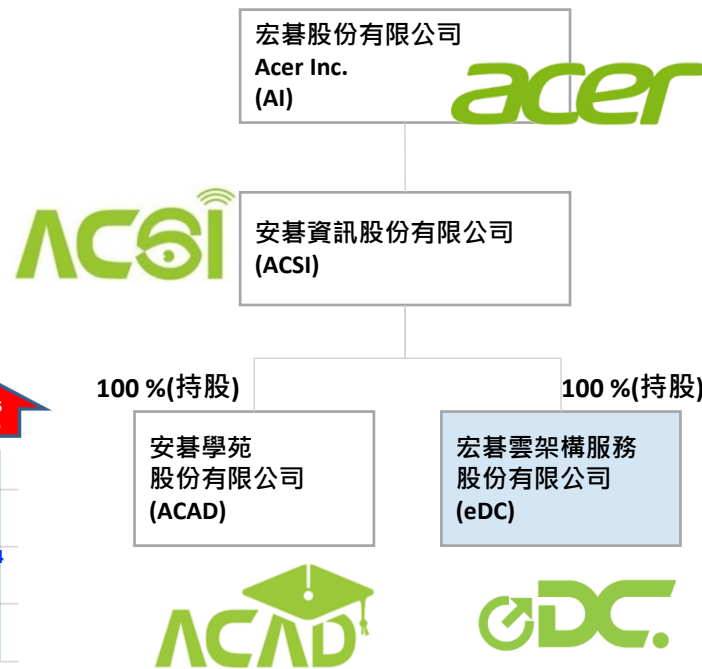 宏碁股份有限公司
Acer Inc.
(AI)
acer
ACSI
安碁資訊股份有限公司
(ACSI)
100 %(持股)
100 %(持股)
安碁學苑
股份有限公司
(ACAD)
宏碁雲架構服務
股份有限公司
(eDC)
ACAD
eDC.